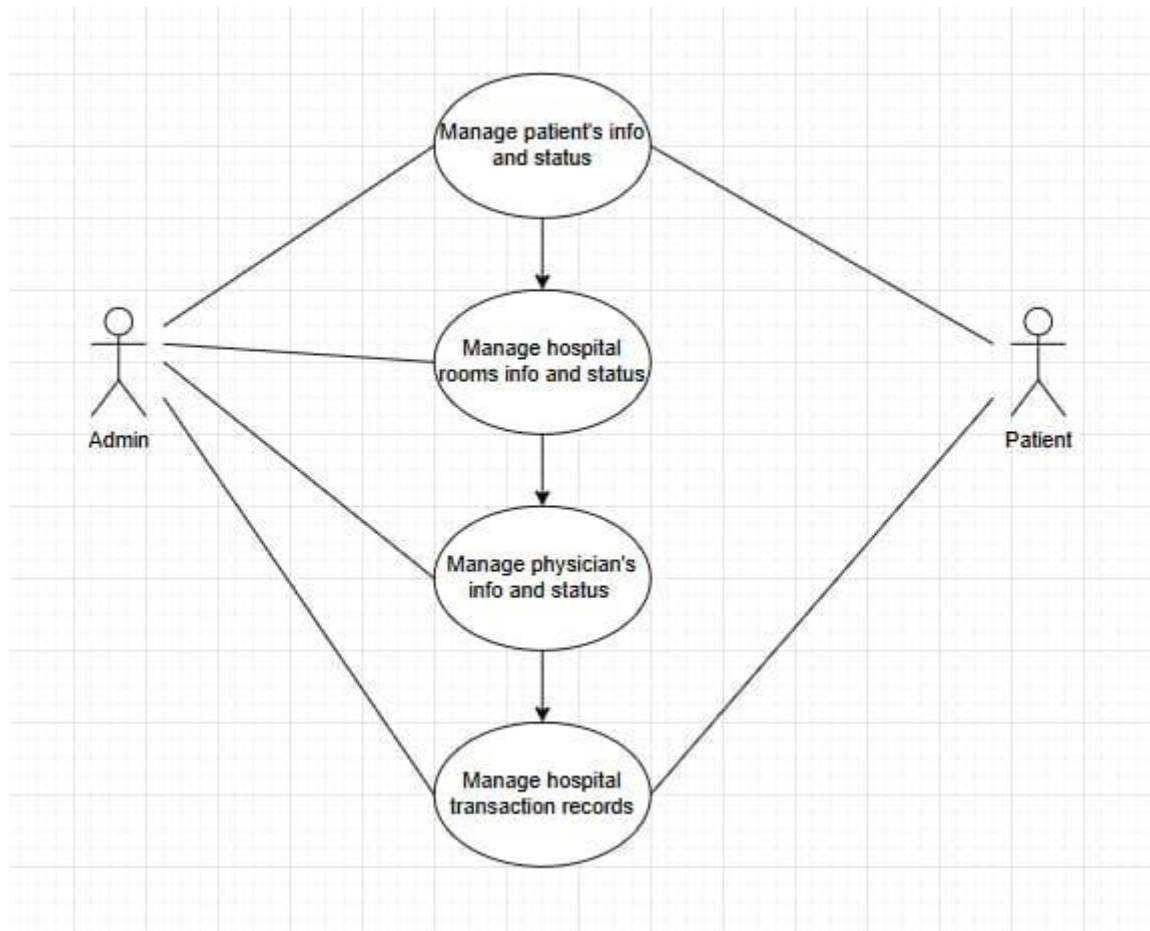 Manage patient's info
and status
Manage hospital
rooms info and status
Admin
Patient
Manage physician's
info and status
Manage hospital
transaction records